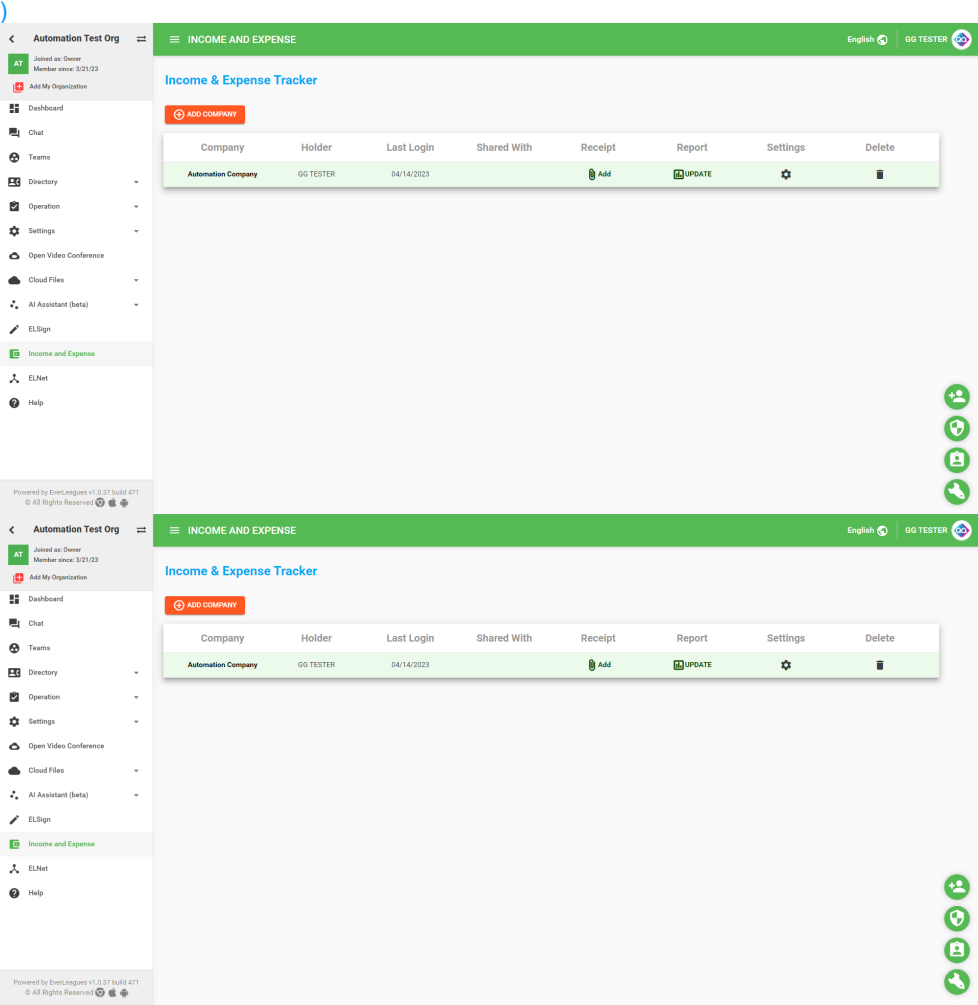 )
Automation Test Org
INCOME AND EXPENSE
English
GG TESTER
AT
Joined as: Owner
Member since: 3/21/23
Add My Organization
Dashboard
Chat
Teams
Directory
Operation
Settings
Open Video Conference
Cloud Files
AI Assistant (beta)
ELSign
Income and Expense
ELNet
Help
Powered by EverLeagues v1.0.37 build 471
© All Rights Reserved
Income & Expense Tracker
ADD COMPANY
Company Holder Last Login Shared With Receipt Report Settings Delete
Automation Company GG TESTER 04/14/2023 Add UPDATE
Automation Test Org
INCOME AND EXPENSE
English
GG TESTER
AT
Joined as: Owner
Member since: 3/21/23
Add My Organization
Dashboard
Chat
Teams
Directory
Operation
Settings
Open Video Conference
Cloud Files
AI Assistant (beta)
ELSign
Income and Expense
ELNet
Help
Powered by EverLeagues v1.0.37 build 471
© All Rights Reserved
Income & Expense Tracker
ADD COMPANY
Company Holder Last Login Shared With Receipt Report Settings Delete
Automation Company GG TESTER 04/14/2023 Add UPDATE